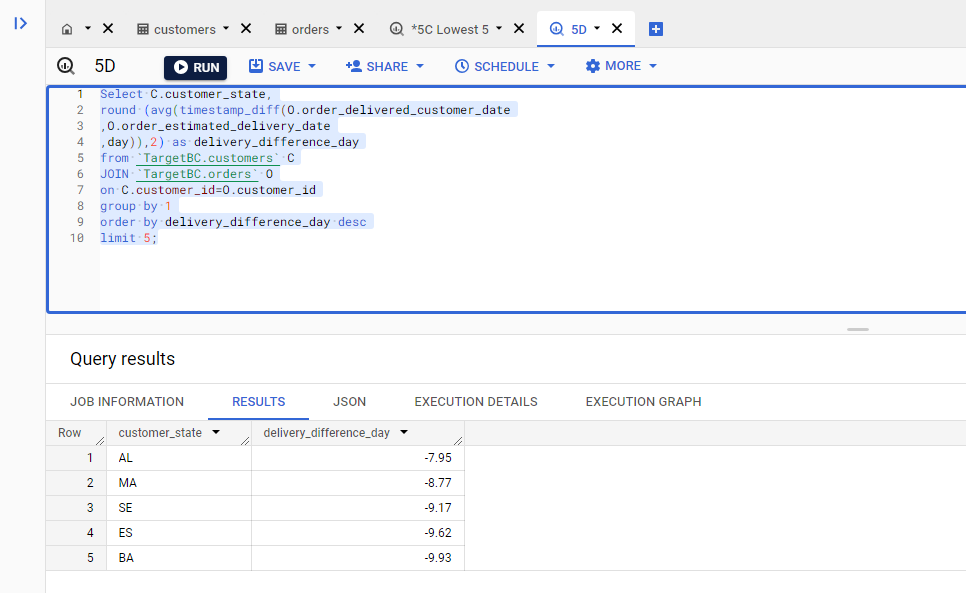 customers
orders
*5C Lowest 5
5D
5D
RUN
SAVE
SHARE
SCHEDULE
MORE
1 Select C.customer_state,
2 round (avg(timestamp_diff(O.order_delivered_customer_date
3 ,O.order_estimated_delivery_date
4 ,day)),2) as delivery_difference_day
5 from `TargetBC.customers` C
6 JOIN `TargetBC.orders` O
7 on C.customer_id=O.customer_id
8 group by 1
9 order by delivery_difference_day desc
10 limit 5;
Query results
JOB INFORMATION RESULTS JSON EXECUTION DETAILS EXECUTION GRAPH
Row customer_state delivery_difference_day
1 AL -7.95
2 MA -8.77
3 SE -9.17
4 ES -9.62
5 BA -9.93